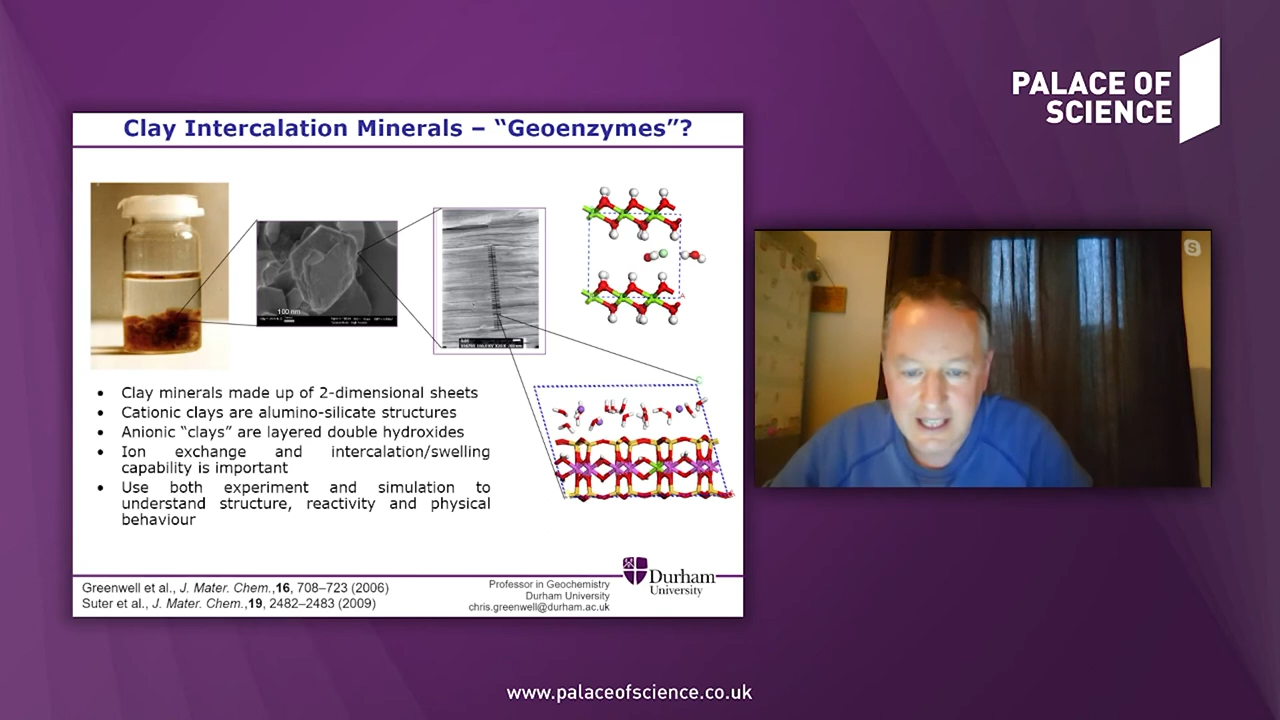 PALACE OF
SCIENCE
Clay Intercalation Minerals – “Geoenzymes”?
100 nm
• Clay minerals made up of 2-dimensional sheets
• Cationic clays are alumino-silicate structures
• Anionic “clays” are layered double hydroxides
• Ion exchange and intercalation/swelling
capability is important
• Use both experiment and simulation to
understand structure, reactivity and physical
behaviour
Greenwell et al., J. Mater. Chem.,16, 708–723 (2006)
Suter et al., J. Mater. Chem.,19, 2482–2483 (2009)
Professor in Geochemistry
Durham University
chris.greenwell@durham.ac.uk
Durham
University
www.palaceofscience.co.uk